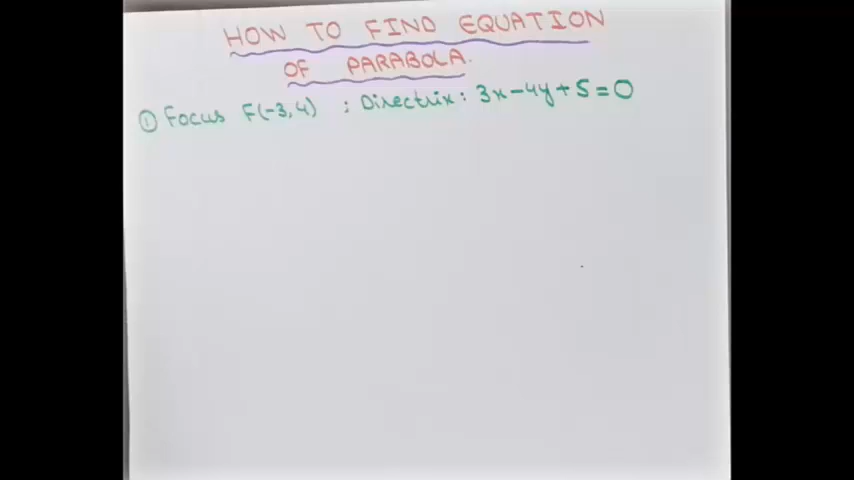 HOW TO FIND EQUATION
OF PARABOLA.
① Focus F(-3,4) ; Directrix: 3x-4y+5=0